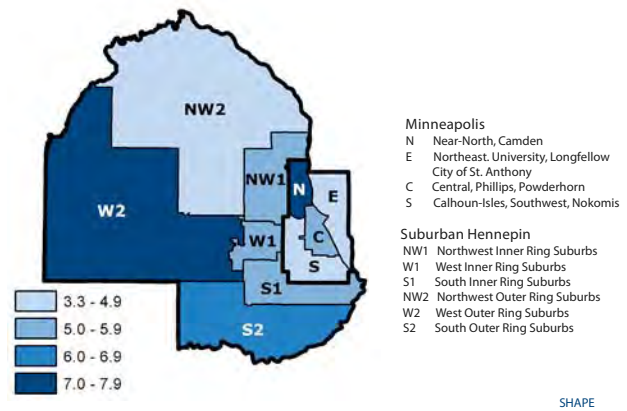 NW2
NW1
N
E
W2
W1
C
S
S1
S2
3.3 - 4.9
5.0 - 5.9
6.0 - 6.9
7.0 - 7.9
Minneapolis
N Near-North, Camden
E Northeast. University, Longfellow
City of St. Anthony
C Central, Phillips, Powderhorn
S Calhoun-Isles, Southwest, Nokomis
Suburban Hennepin
NW1 Northwest Inner Ring Suburbs
W1 West Inner Ring Suburbs
S1 South Inner Ring Suburbs
NW2 Northwest Outer Ring Suburbs
W2 West Outer Ring Suburbs
S2 South Outer Ring Suburbs
SHAPE